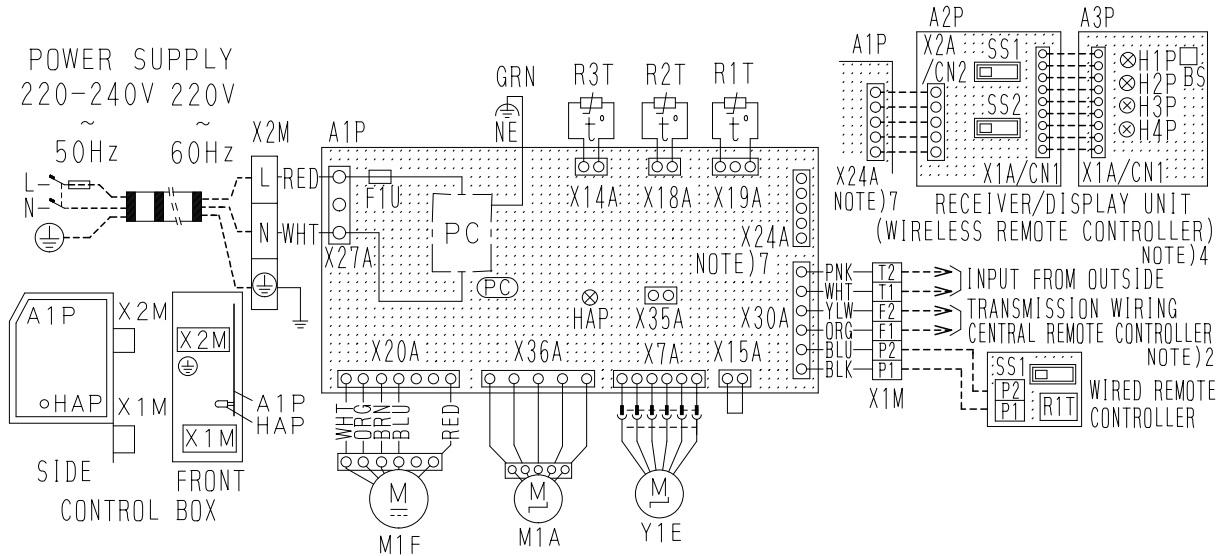 POWER SUPPLY
220-240V 220V
~ ~
50Hz 60Hz
L
N
X2M
L
N
RED
WHT
A1P
F1U
X27A
PC
PC
GRN
NE
R3T
t°
X14A
R2T
t°
X18A
R1T
t°
X19A
X24A
NOTE)7
HAP
X35A
X30A
X20A
X36A
X7A
X15A
WHT
ORG
BRN
BLU
RED
M
M1F
M
M1A
M
Y1E
PNK T2
WHT T1
YLW F2
ORG F1
BLU P2
BLK P1
X1M
INPUT FROM OUTSIDE
TRANSMISSION WIRING
CENTRAL REMOTE CONTROLLER
NOTE)2
SS1
P2
P1
R1T
WIRED REMOTE
CONTROLLER
A1P
X24A
NOTE)7
A2P
X2A
/CN2
SS1
SS2
X1A/CN1
A3P
H1P
H2P
H3P
H4P
BS
X1A/CN1
RECEIVER/DISPLAY UNIT
(WIRELESS REMOTE CONTROLLER)
NOTE)4
A1P
X2M
HAP
X1M
SIDE
X2M
A1P
HAP
X1M
FRONT
CONTROL BOX